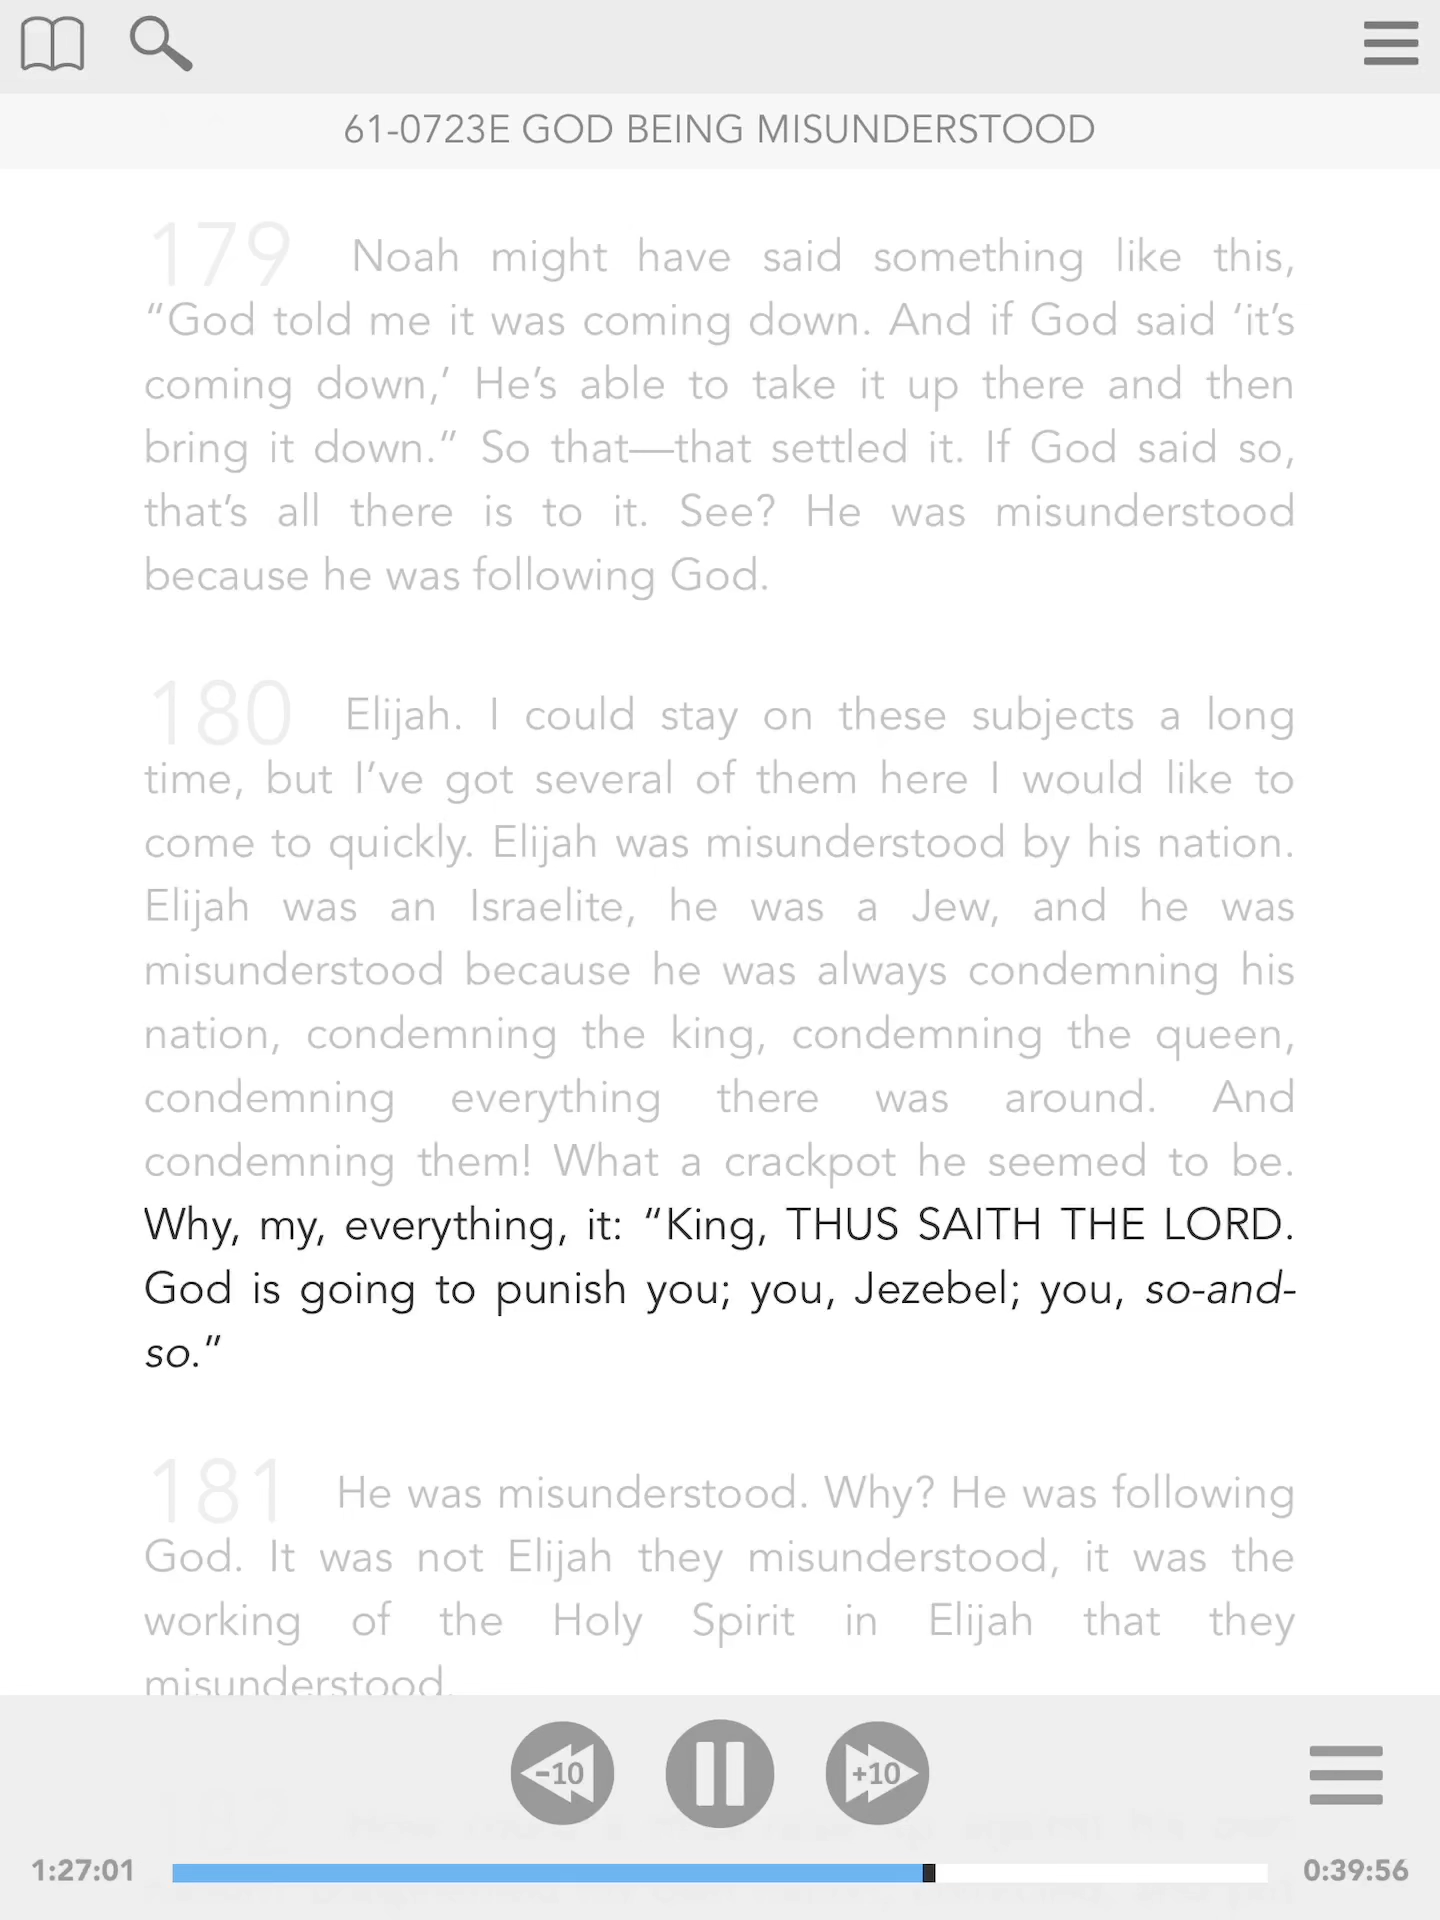 61-0723E GOD BEING MISUNDERSTOOD
179 Noah might have said something like this,
“God told me it was coming down. And if God said ‘it’s
coming down,’ He’s able to take it up there and then
bring it down.” So that—that settled it. If God said so,
that’s all there is to it. See? He was misunderstood
because he was following God.
180 Elijah. I could stay on these subjects a long
time, but I’ve got several of them here I would like to
come to quickly. Elijah was misunderstood by his nation.
Elijah was an Israelite, he was a Jew, and he was
misunderstood because he was always condemning his
nation, condemning the king, condemning the queen,
condemning everything there was around. And
condemning them! What a crackpot he seemed to be.
Why, my, everything, it: “King, THUS SAITH THE LORD.
God is going to punish you; you, Jezebel; you, so-and-
so.”
181 He was misunderstood. Why? He was following
God. It was not Elijah they misunderstood, it was the
working of the Holy Spirit in Elijah that they
misunderstood.
-10 +10
1:27:01 0:39:56